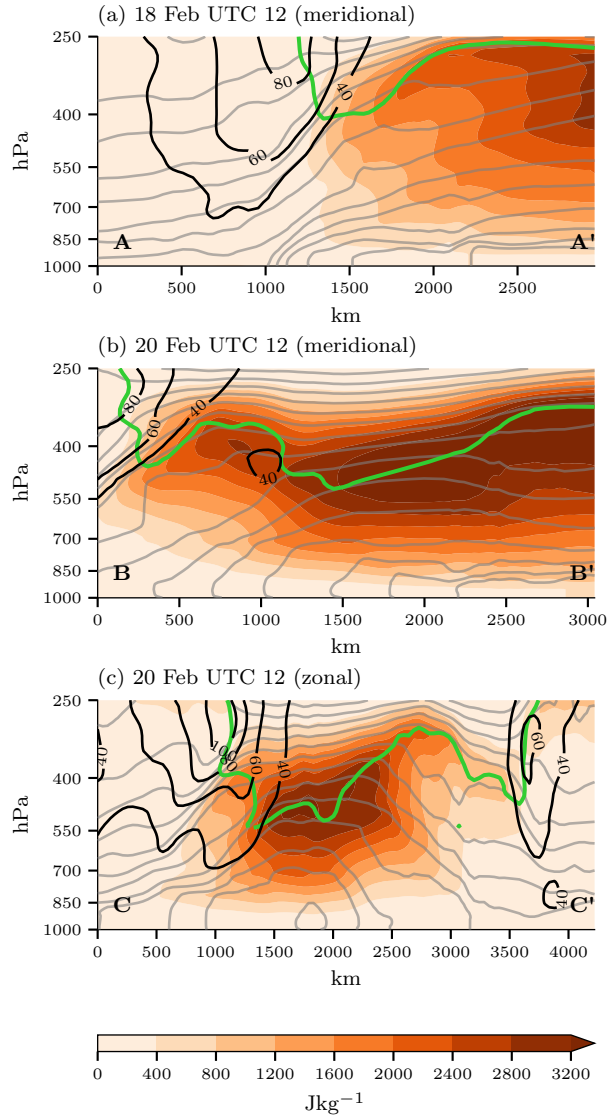 (a) 18 Feb UTC 12 (meridional)
250
400
550
700
850
1000
hPa
80
60
40
A
A'
0 500 1000 1500 2000 2500
km
(b) 20 Feb UTC 12 (meridional)
250
400
550
700
850
1000
hPa
80
60
40
40
B
B'
0 500 1000 1500 2000 2500 3000
km
(c) 20 Feb UTC 12 (zonal)
250
400
550
700
850
1000
hPa
40
100
80
60
40
60
40
40
C
C'
0 500 1000 1500 2000 2500 3000 3500 4000
km
0 400 800 1200 1600 2000 2400 2800 3200
Jkg⁻¹